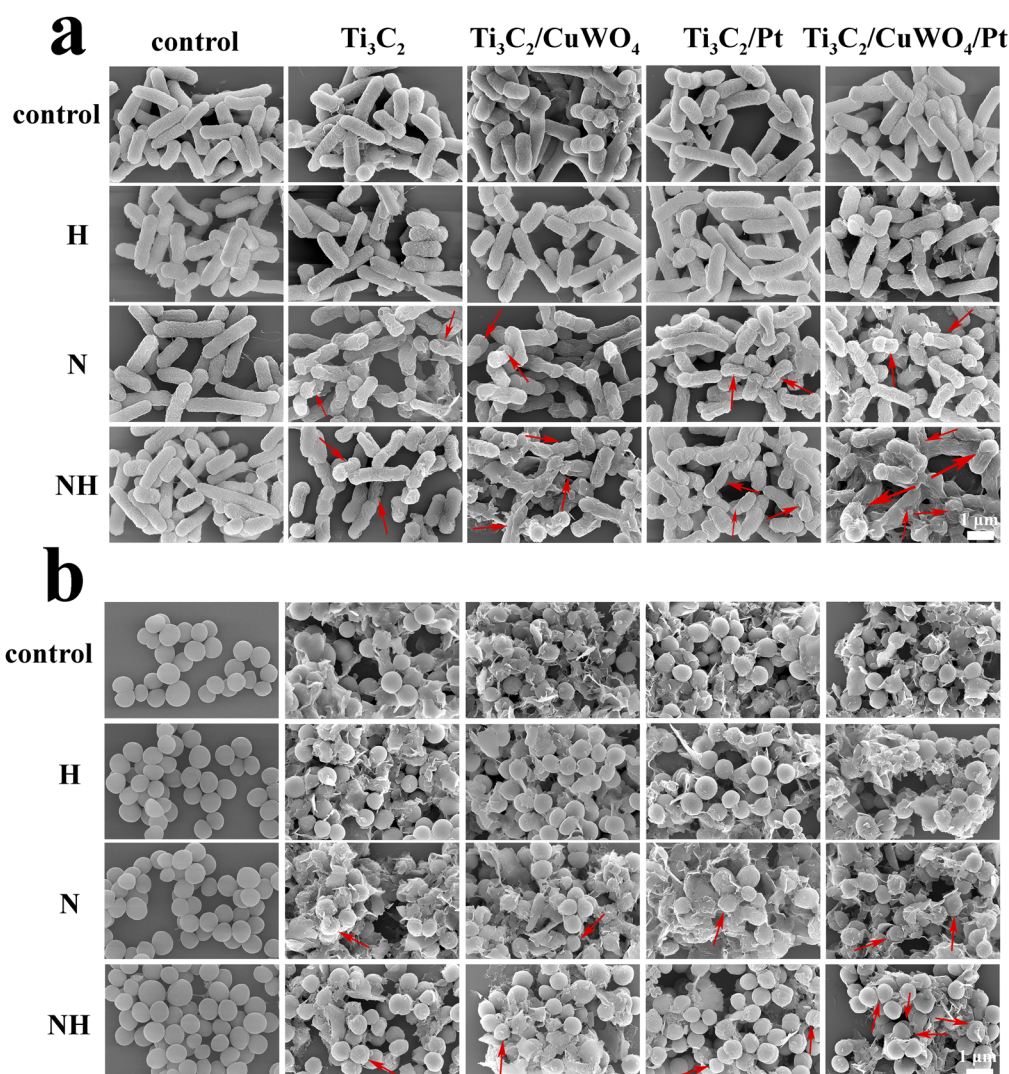 a
control Ti₃C₂ Ti₃C₂/CuWO₄ Ti₃C₂/Pt Ti₃C₂/CuWO₄/Pt
control
H
N
NH
1 μm
b
control
H
N
NH
1 μm